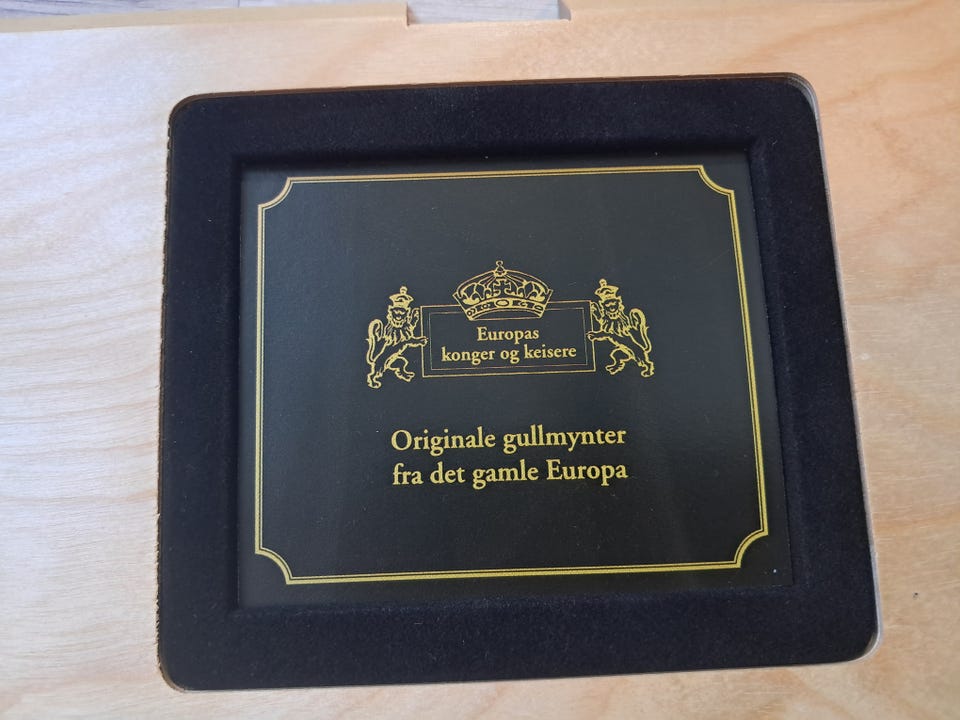 Europas
konger og keisere
Originale gullmynter
fra det gamle Europa